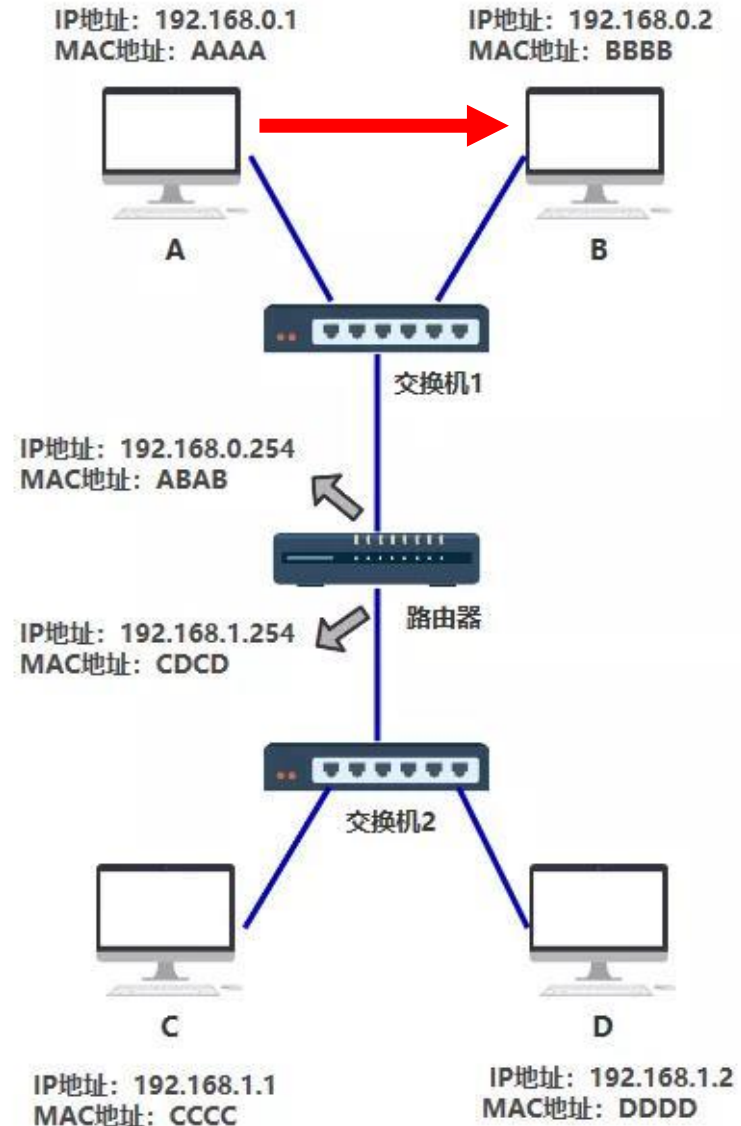 IP地址：192.168.0.1
MAC地址：AAAA
IP地址：192.168.0.2
MAC地址：BBBB
A
B
交换机1
IP地址：192.168.0.254
MAC地址：ABAB
路由器
IP地址：192.168.1.254
MAC地址：CDCD
交换机2
C
D
IP地址：192.168.1.1
MAC地址：CCCC
IP地址：192.168.1.2
MAC地址：DDDD